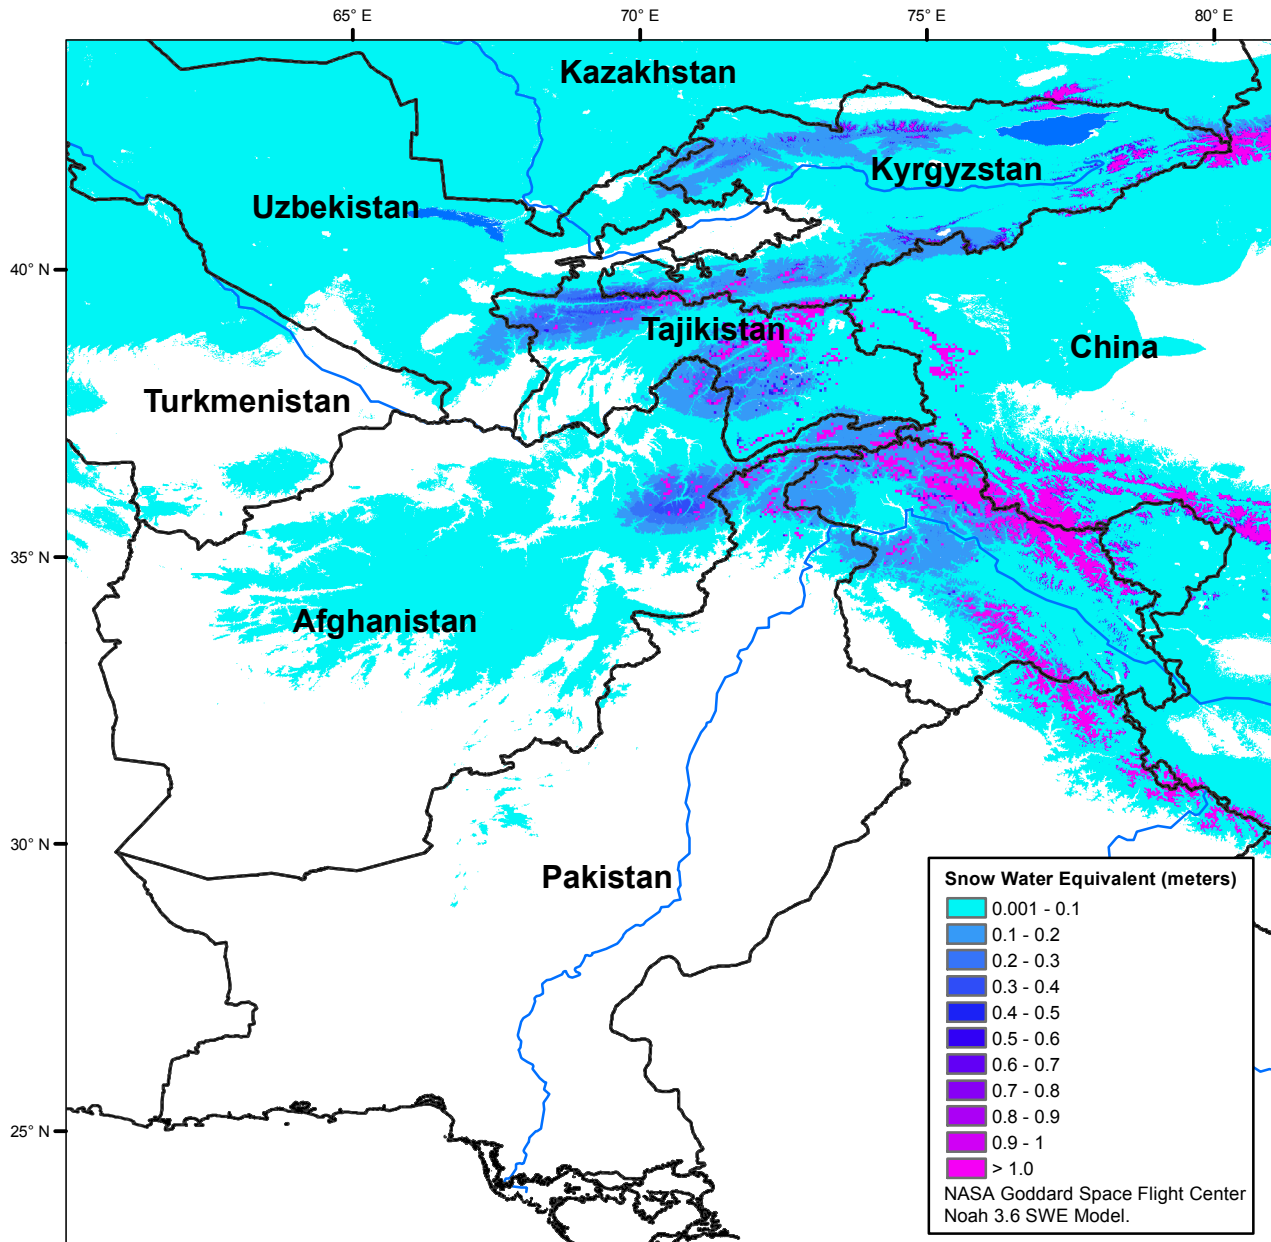 65° E
70° E
75° E
80° E
Kazakhstan
Kyrgyzstan
Uzbekistan
40° N
Tajikistan
China
Turkmenistan
35° N
Afghanistan
30° N
Pakistan
25° N
Snow Water Equivalent (meters)
0.001 - 0.1
0.1 - 0.2
0.2 - 0.3
0.3 - 0.4
0.4 - 0.5
0.5 - 0.6
0.6 - 0.7
0.7 - 0.8
0.8 - 0.9
0.9 - 1
> 1.0
NASA Goddard Space Flight Center
Noah 3.6 SWE Model.